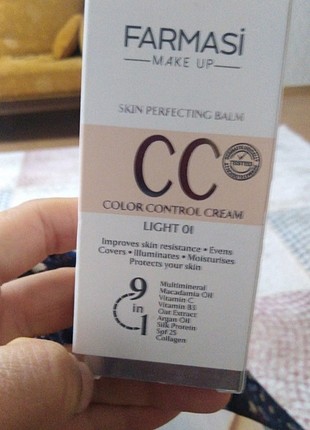 FARMASi
MAKE UP
SKIN PERFECTING BALM
CC
TESTED
COLOR CONTROL CREAM
LIGHT 01
Improves skin resistance • Evens
Covers • Illuminates • Moisturises
Protects your skin
9 in 1
Multimineral
Macadamia Oil
Vitamin C
Vitamin B5
Oat Extract
Argan Oil
Silk Protein
Spf 25
Collagen